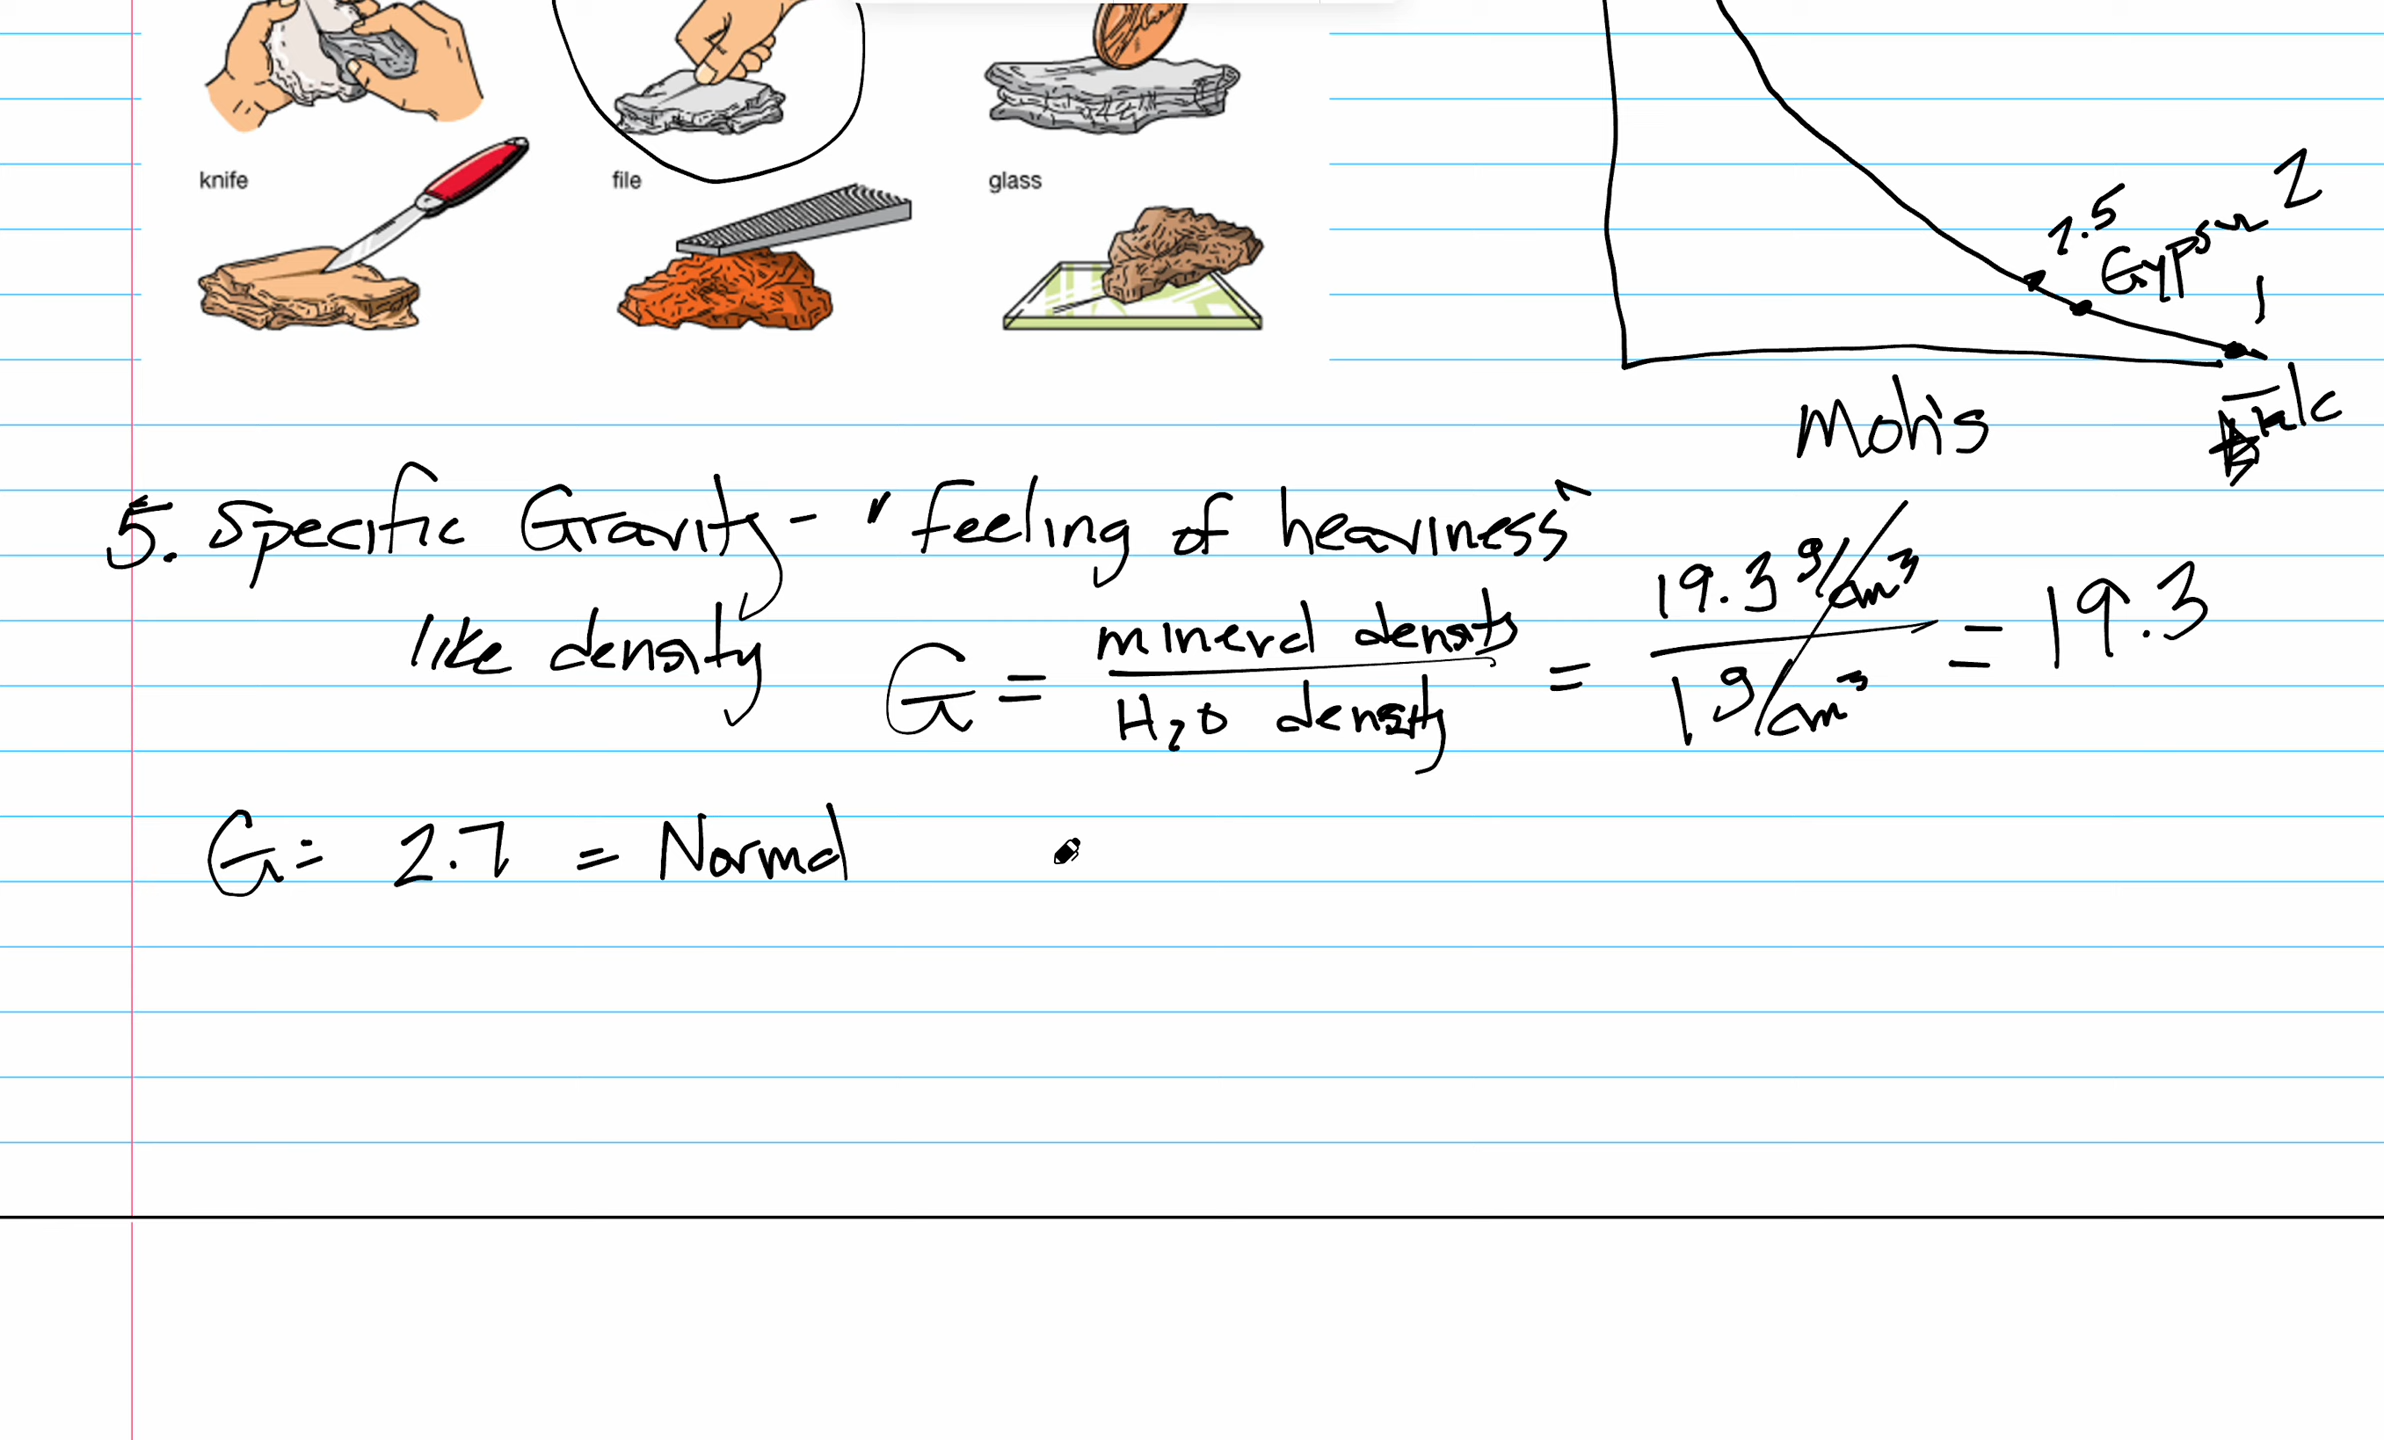 knife file glass
2.5
Gypsum 2
1
Talc
Moh's
5. Specific Gravity - "feeling of heaviness"
like density G = mineral density / H₂O density = 19.3 g/cm³ / 1 g/cm³ = 19.3
G = 2.7 = Normal